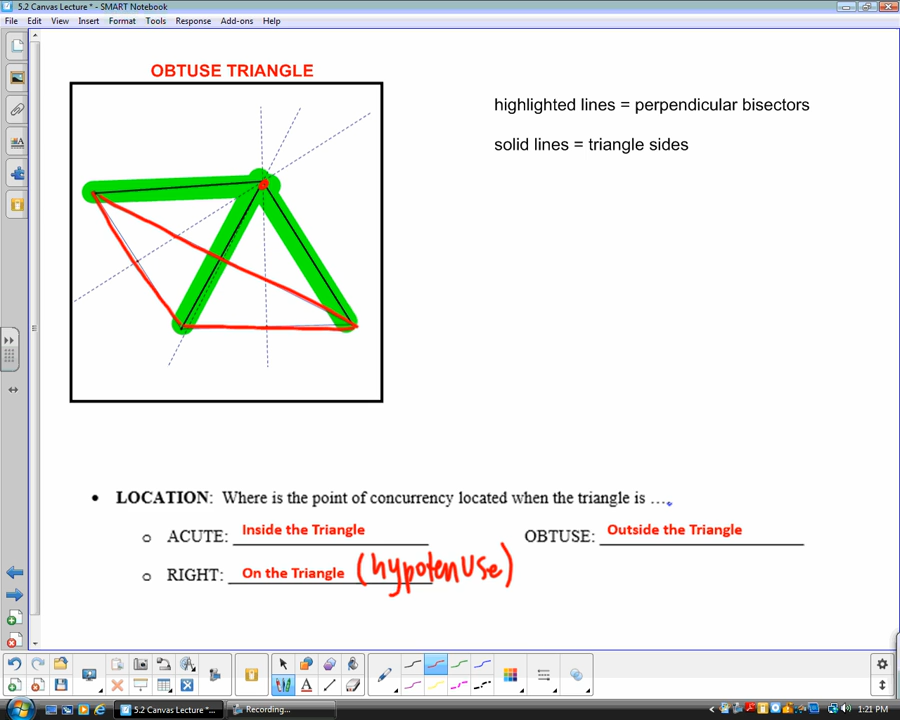 5.2 Canvas Lecture * - SMART Notebook
File Edit View Insert Format Tools Response Add-ons Help
OBTUSE TRIANGLE
highlighted lines = perpendicular bisectors
solid lines = triangle sides
• LOCATION: Where is the point of concurrency located when the triangle is ….
o ACUTE: Inside the Triangle OBTUSE: Outside the Triangle
o RIGHT: On the Triangle (hypotenuse)
5.2 Canvas Lecture *... Recording... 1:21 PM